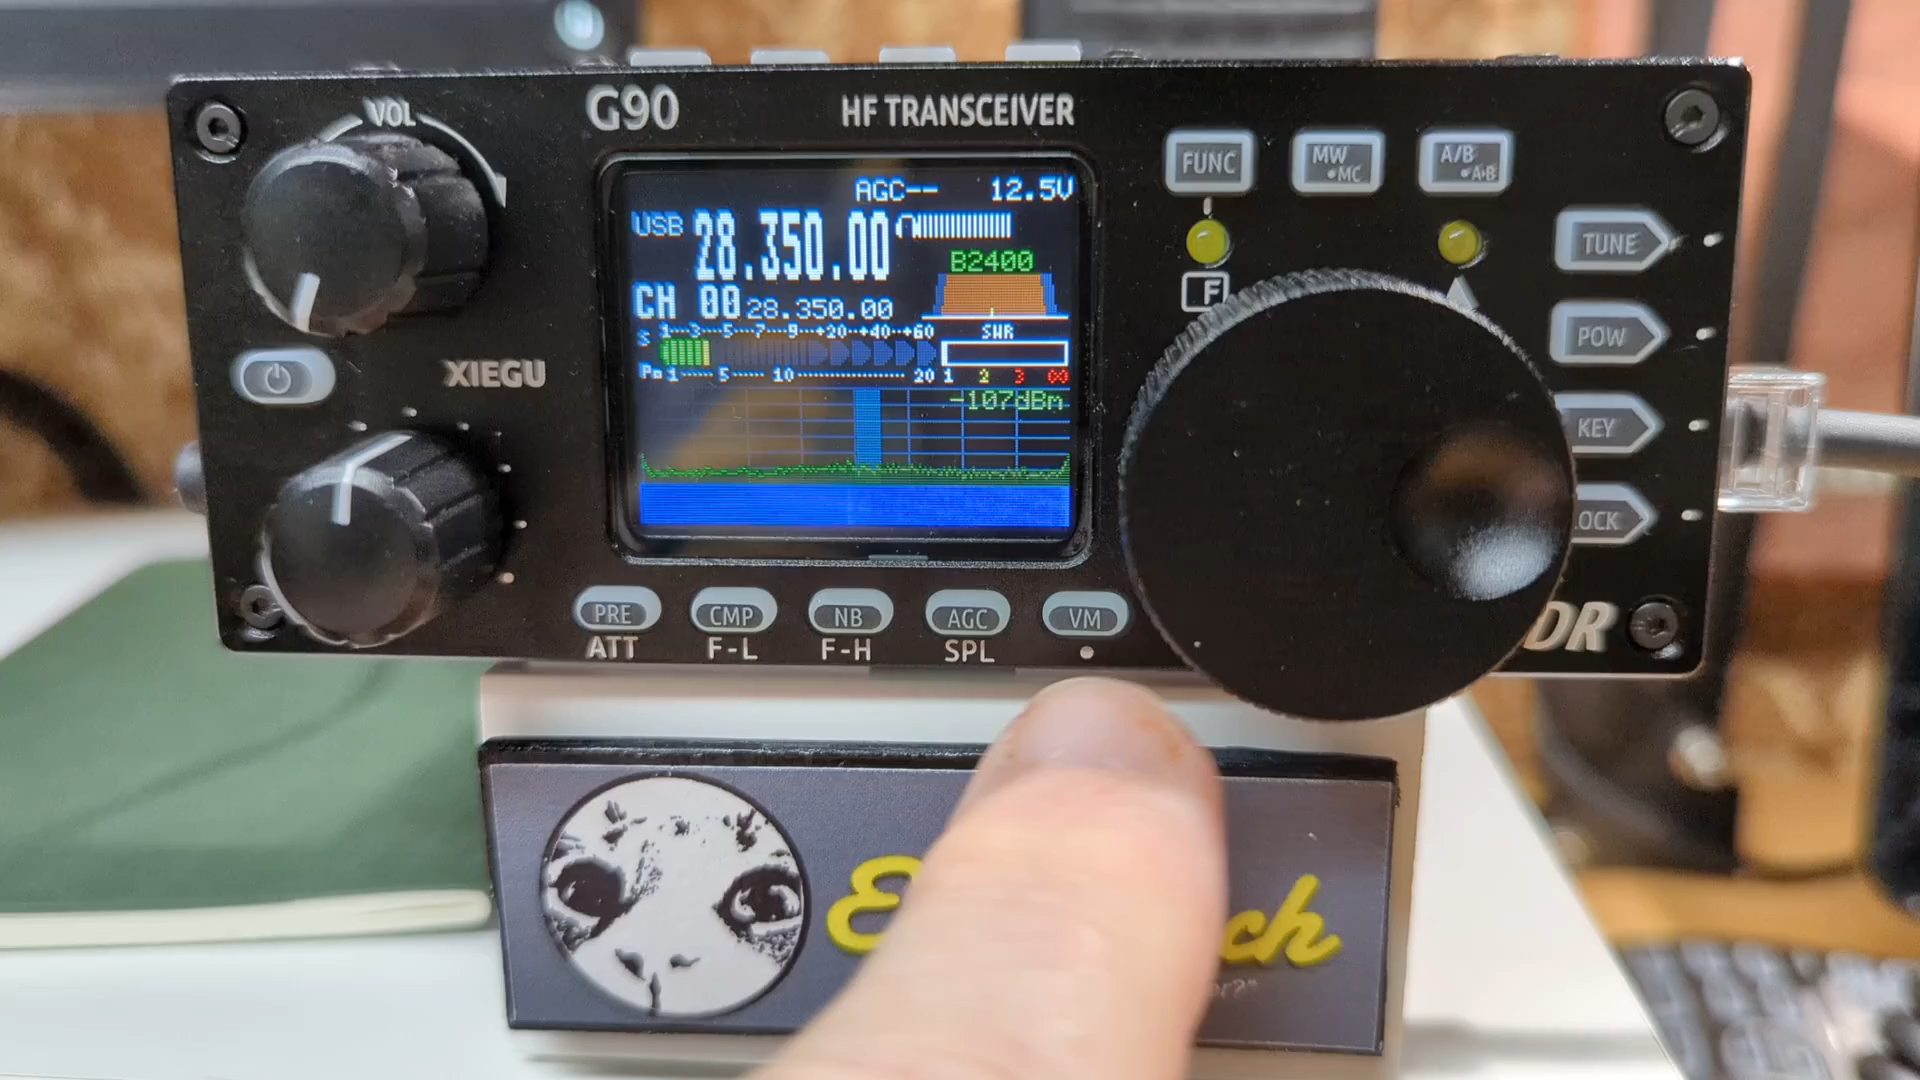 VOL
G90
HF TRANSCEIVER
FUNC
MW
•MC
A/B
•A=B
AGC-- 12.5V
USB 28.350.00
B2400
CH 00 28.350.00
S 1 3 5 7 9 +20 +40 +60 SWR
Po 1 5 10 20 1 2 3 ∞
-107dBm
F
TUNE
POW
KEY
XIEGU
PRE
CMP
NB
AGC
VM
ATT
F-L
F-H
SPL